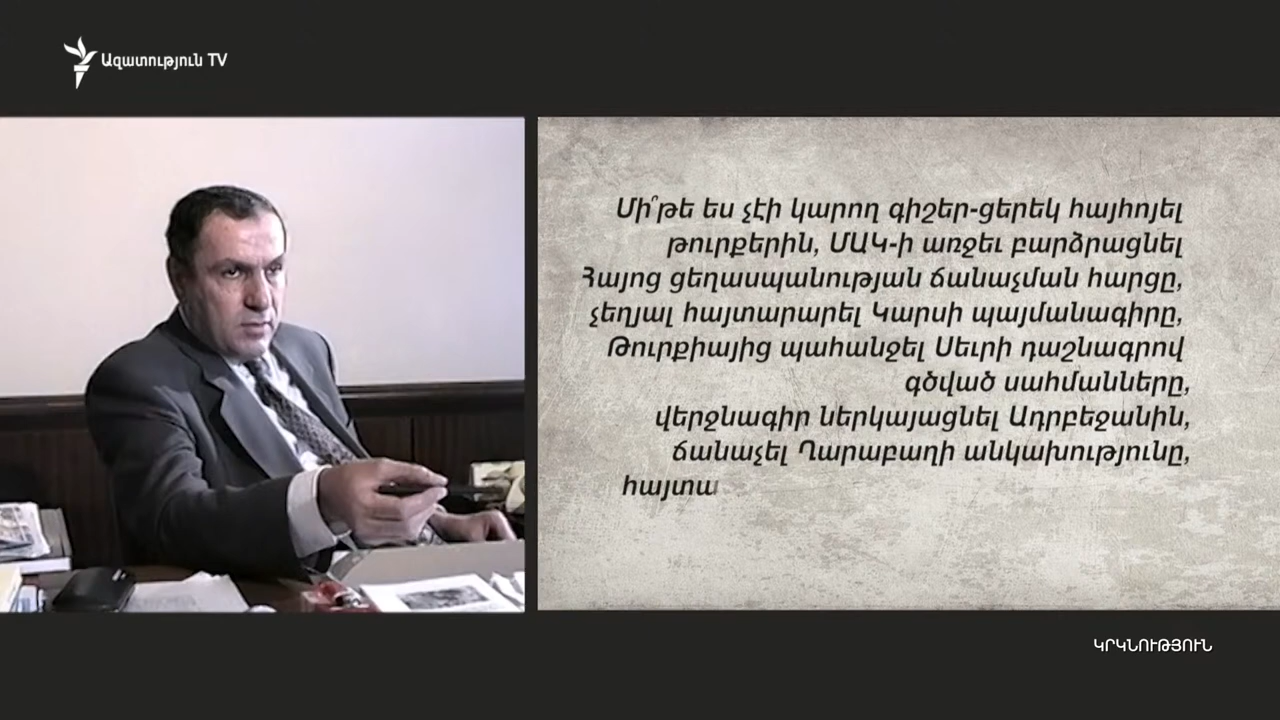 Ազատություն TV
Մի՞թե ես չէի կարող գիշեր-ցերեկ հայհոյել
թուրքերին, ՄԱԿ-ի առջեւ բարձրացնել
Հայոց ցեղասպանության ճանաչման հարցը,
չեղյալ հայտարարել Կարսի պայմանագիրը,
Թուրքիայից պահանջել Սեւրի դաշնագրով
գծված սահմանները,
վերջնագիր ներկայացնել Ադրբեջանին,
ճանաչել Ղարաբաղի անկախությունը,
հայտա
ԿՐԿՆՈՒԹՅՈՒՆ